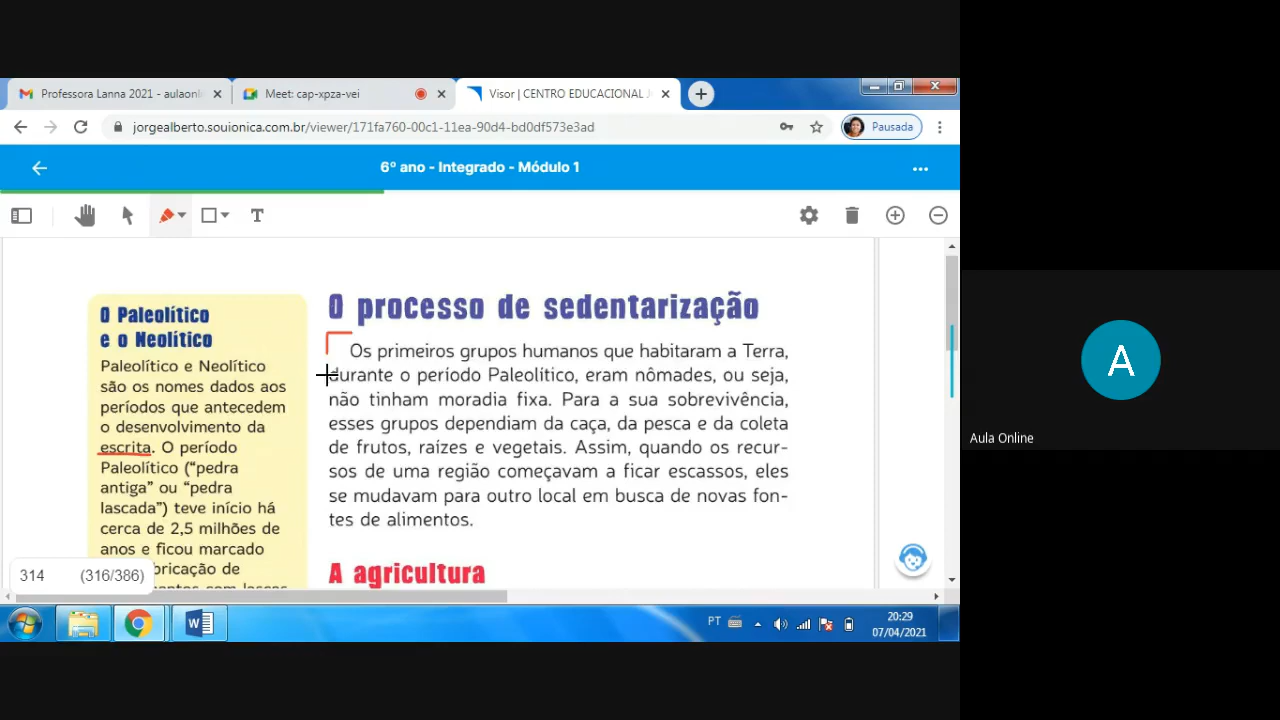 Professora Lanna 2021 - aulaonl
Meet: cap-xpza-vei
Visor | CENTRO EDUCACIONAL J
jorgealberto.souionica.com.br/viewer/171fa760-00c1-11ea-90d4-bd0df573e3ad
Pausada
6º ano - Integrado - Módulo 1
T
O Paleolítico
e o Neolítico
Paleolítico e Neolítico
são os nomes dados aos
períodos que antecedem
o desenvolvimento da
escrita. O período
Paleolítico (“pedra
antiga” ou “pedra
lascada”) teve início há
cerca de 2,5 milhões de
anos e ficou marcado
bricação de
O processo de sedentarização
Os primeiros grupos humanos que habitaram a Terra,
durante o período Paleolítico, eram nômades, ou seja,
não tinham moradia fixa. Para a sua sobrevivência,
esses grupos dependiam da caça, da pesca e da coleta
de frutos, raízes e vegetais. Assim, quando os recur-
sos de uma região começavam a ficar escassos, eles
se mudavam para outro local em busca de novas fon-
tes de alimentos.
A agricultura
314 (316/386)
A
Aula Online
PT
20:29
07/04/2021